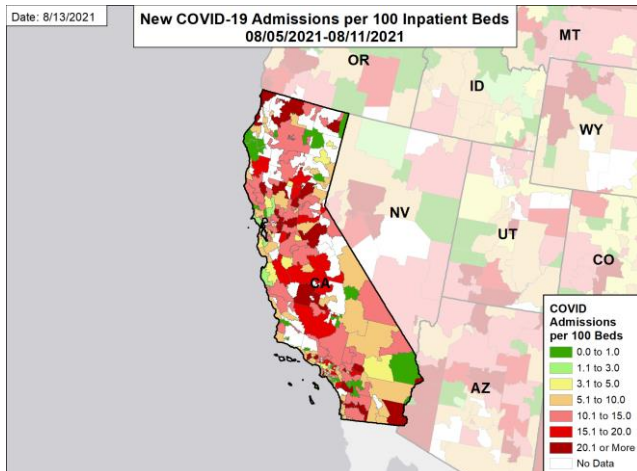 Date: 8/13/2021
New COVID-19 Admissions per 100 Inpatient Beds
08/05/2021-08/11/2021
MT
OR
ID
WY
NV
UT
CO
CA
AZ
COVID
Admissions
per 100 Beds
0.0 to 1.0
1.1 to 3.0
3.1 to 5.0
5.1 to 10.0
10.1 to 15.0
15.1 to 20.0
20.1 or More
No Data